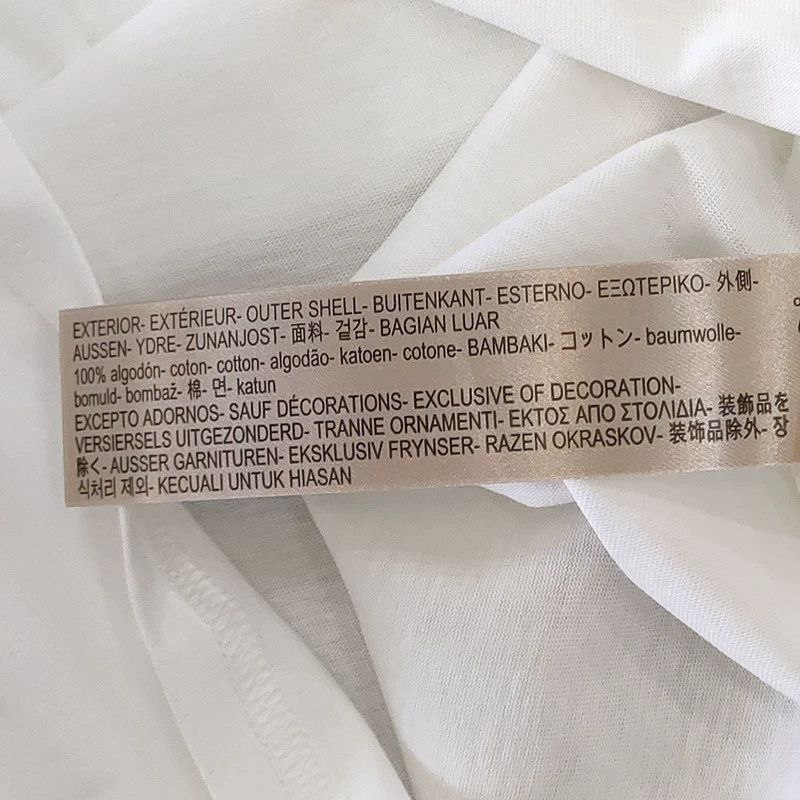 EXTERIOR- EXTÉRIEUR- OUTER SHELL- BUITENKANT- ESTERNO- ΕΞΩΤΕΡΙΚΟ- 外側-
AUSSEN- YDRE- ZUNANJOST- 面料- 겉감- BAGIAN LUAR
100% algodón- coton- cotton- algodão- katoen- cotone- ΒΑΜΒΑΚΙ- コットン- baumwolle-
bomuld- bombaž- 棉- 면- katun
EXCEPTO ADORNOS- SAUF DÉCORATIONS- EXCLUSIVE OF DECORATION-
VERSIERSELS UITGEZONDERD- TRANNE ORNAMENTI- ΕΚΤΟΣ ΑΠΟ ΣΤΟΛΙΔΙΑ- 装飾品を
除く- AUSSER GARNITUREN- EKSKLUSIV FRYNSER- RAZEN OKRASKOV- 装饰品除外- 장
식처리 제외- KECUALI UNTUK HIASAN